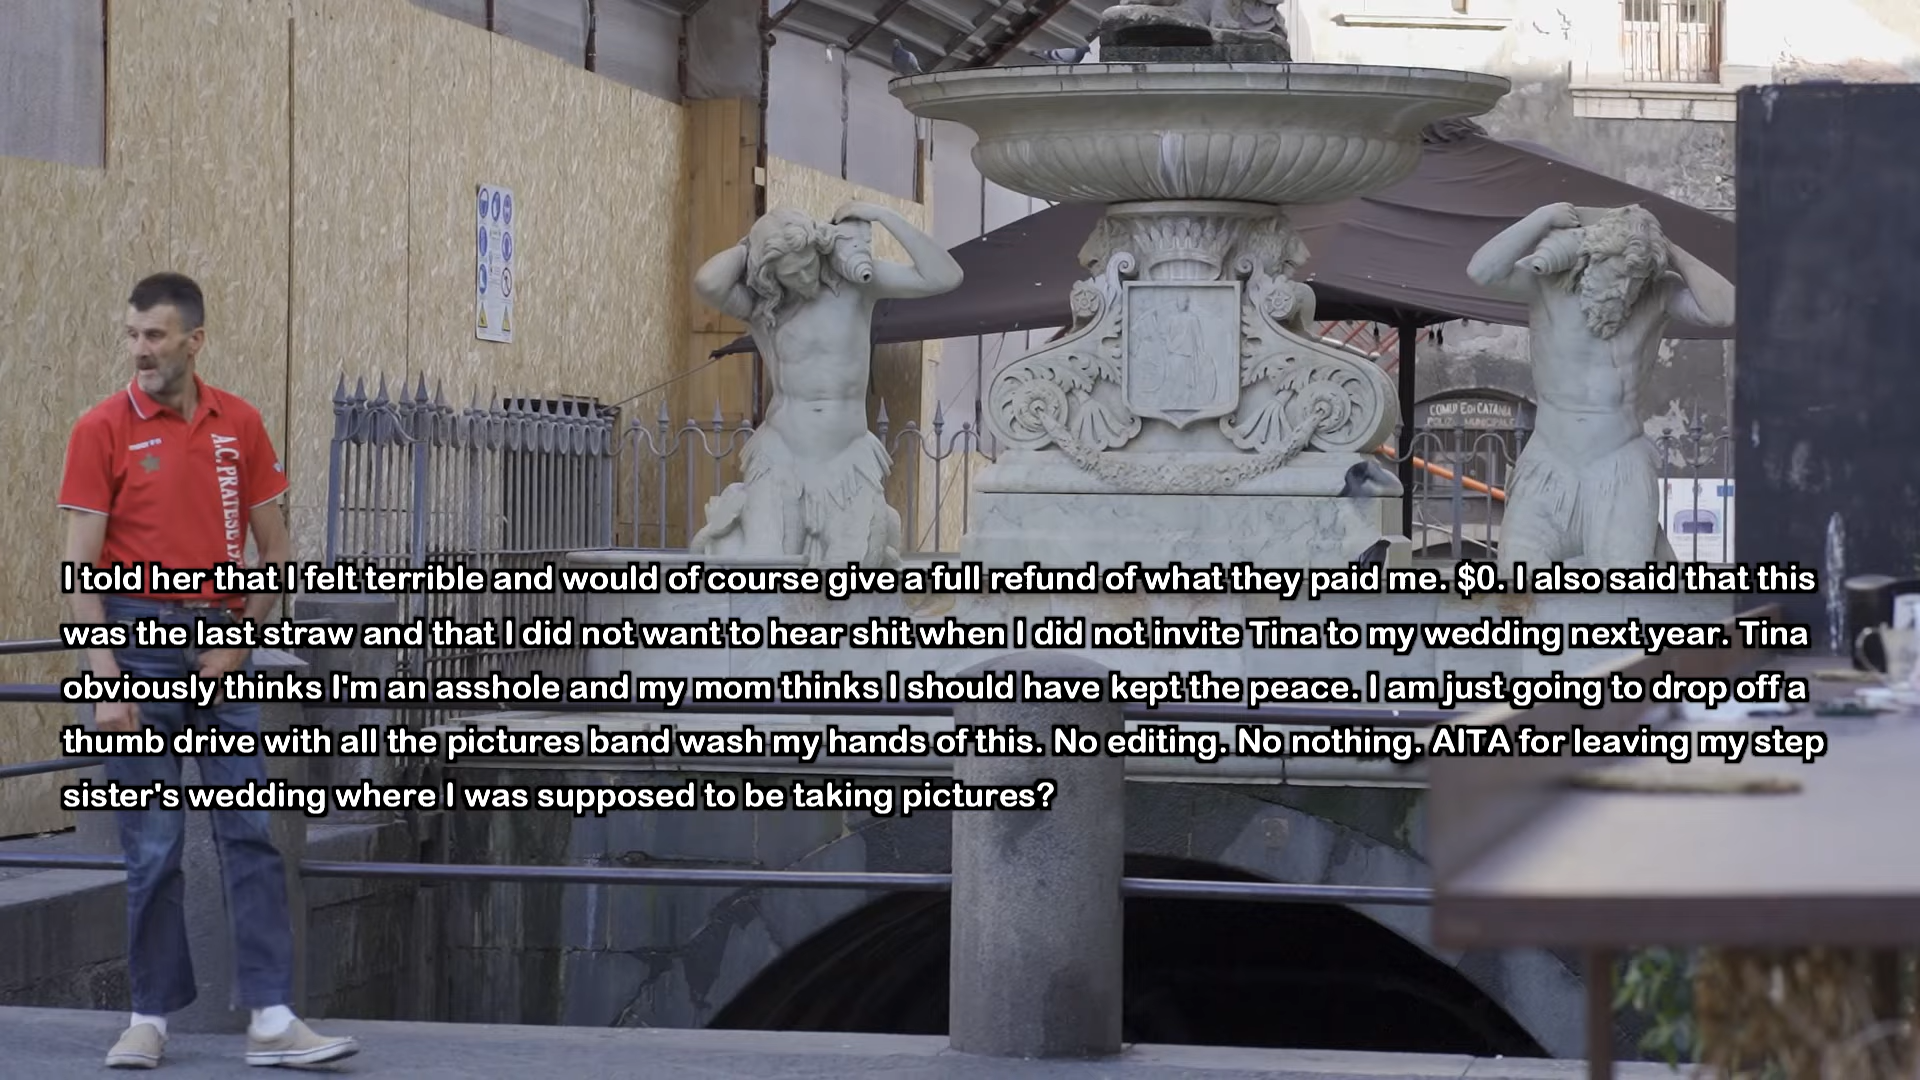 COMUNE DI CATANIA
POLIZIA MUNICIPALE
A.C. PRATESE
I told her that I felt terrible and would of course give a full refund of what they paid me. $0. I also said that this
was the last straw and that I did not want to hear shit when I did not invite Tina to my wedding next year. Tina
obviously thinks I'm an asshole and my mom thinks I should have kept the peace. I am just going to drop off a
thumb drive with all the pictures band wash my hands of this. No editing. No nothing. AITA for leaving my step
sister's wedding where I was supposed to be taking pictures?